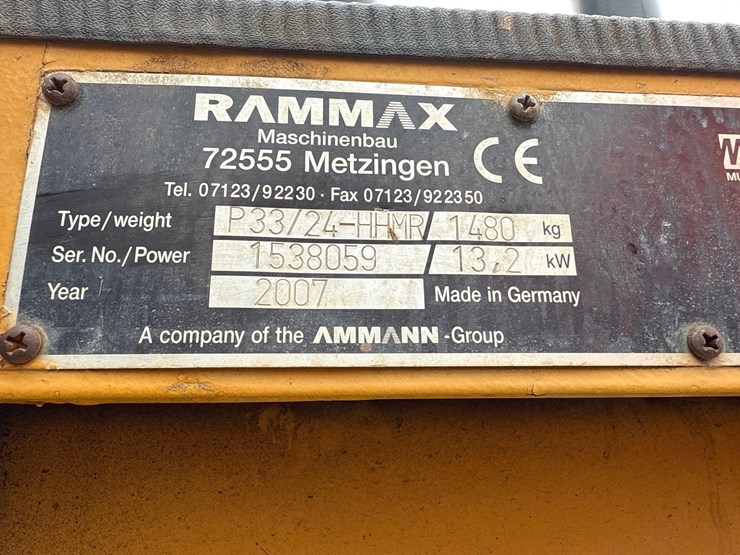 RAMMAX
Maschinenbau
72555 Metzingen CE
Tel. 07123/92230 · Fax 07123/922350
Type/weight P33/24-HHMR/1480 kg
Ser. No./Power 1538059 / 13,2 kW
Year 2007 Made in Germany
A company of the AMMANN-Group